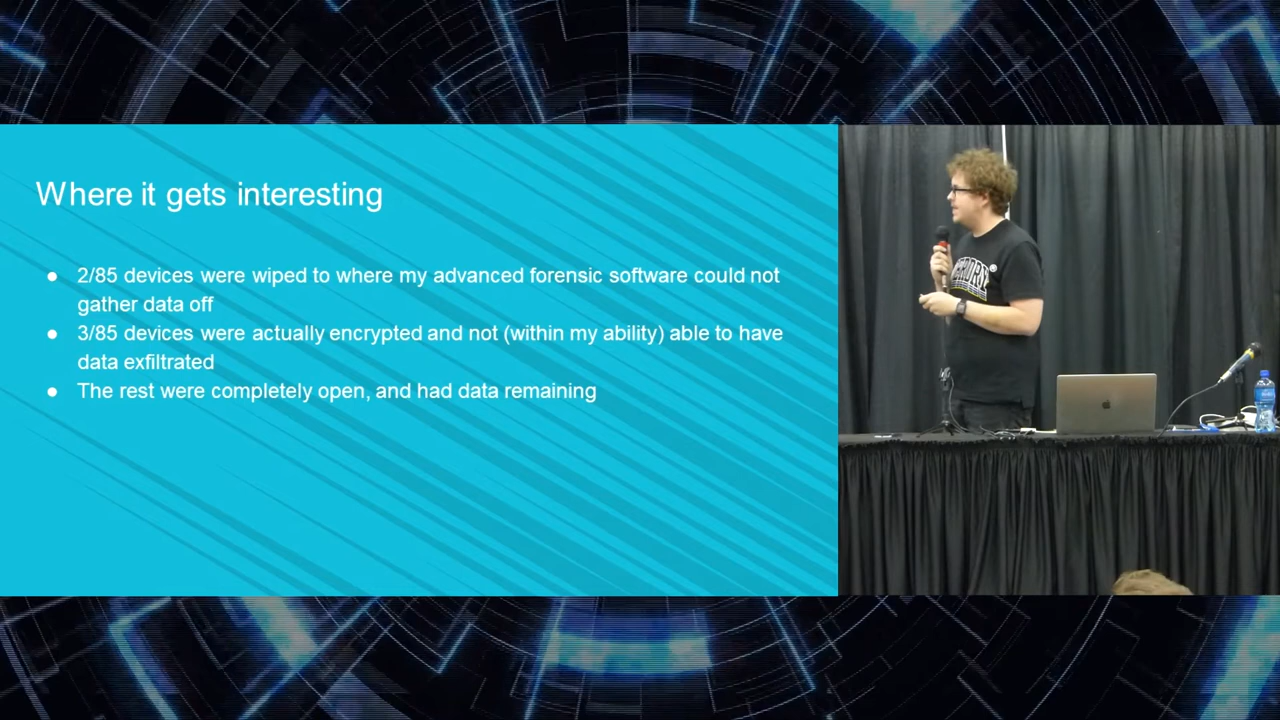 Where it gets interesting
● 2/85 devices were wiped to where my advanced forensic software could not
gather data off
● 3/85 devices were actually encrypted and not (within my ability) able to have
data exfiltrated
● The rest were completely open, and had data remaining